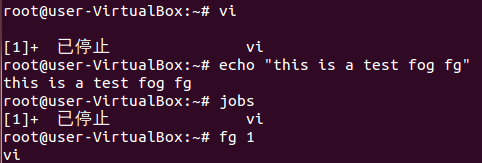 root@user-VirtualBox:~# vi
[1]+  已停止               vi
root@user-VirtualBox:~# echo "this is a test fog fg"
this is a test fog fg
root@user-VirtualBox:~# jobs
[1]+  已停止               vi
root@user-VirtualBox:~# fg 1
vi